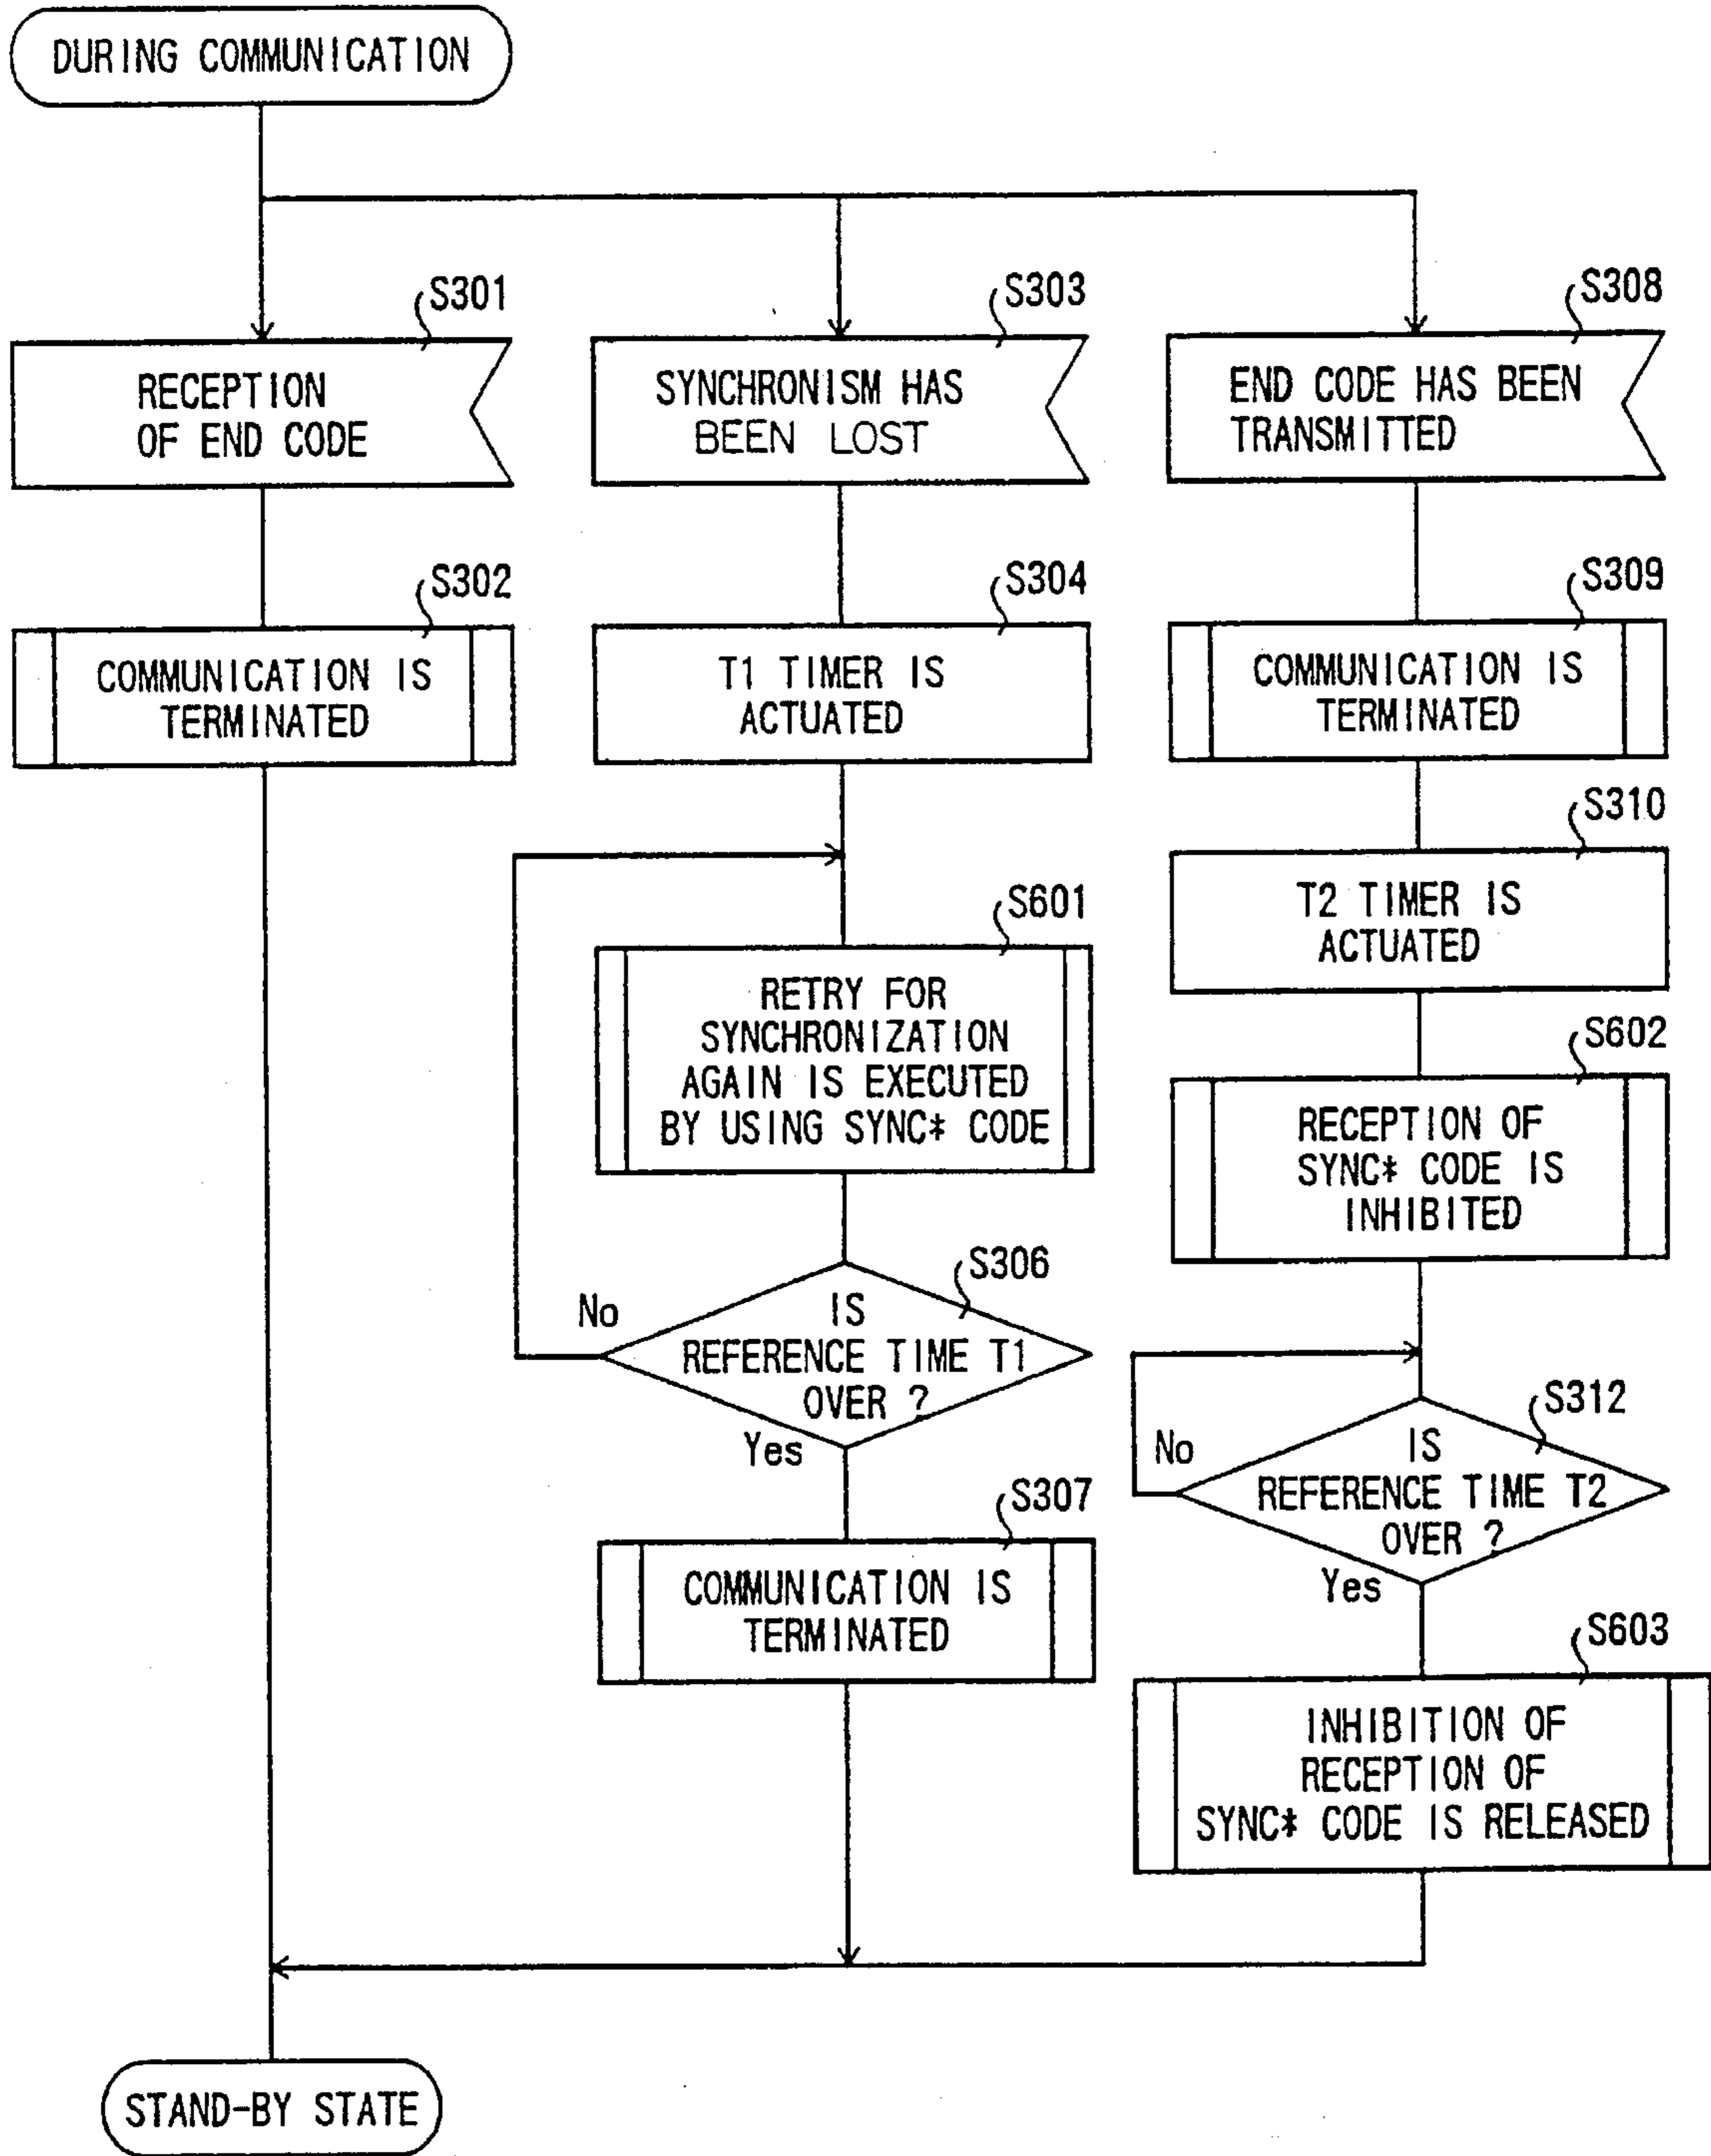 DURING COMMUNICATION
S301
RECEPTION
OF END CODE
S302
COMMUNICATION IS
TERMINATED
S303
SYNCHRONISM HAS
BEEN LOST
S304
T1 TIMER IS
ACTUATED
S601
RETRY FOR
SYNCHRONIZATION
AGAIN IS EXECUTED
BY USING SYNC* CODE
S306
No
IS
REFERENCE TIME T1
OVER ?
Yes
S307
COMMUNICATION IS
TERMINATED
S308
END CODE HAS BEEN
TRANSMITTED
S309
COMMUNICATION IS
TERMINATED
S310
T2 TIMER IS
ACTUATED
S602
RECEPTION OF
SYNC* CODE IS
INHIBITED
S312
No
IS
REFERENCE TIME T2
OVER ?
Yes
S603
INHIBITION OF
RECEPTION OF
SYNC* CODE IS RELEASED
STAND-BY STATE